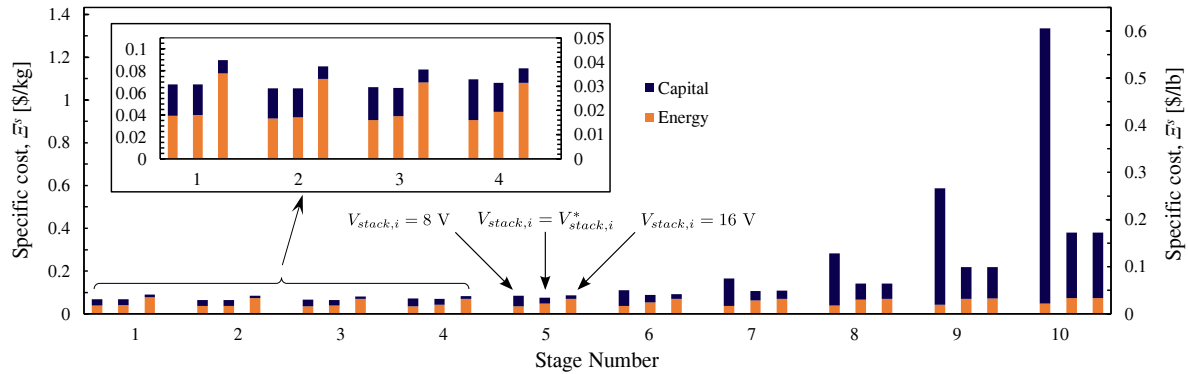 Specific cost, Ξˢ [$/kg]
1.4
1.2
1
0.8
0.6
0.4
0.2
0
0.1
0.08
0.06
0.04
0.02
0
0.05
0.04
0.03
0.02
0.01
0
1 2 3 4
Capital
Energy
V_{stack,i} = 8 V
V_{stack,i} = V^*_{stack,i}
V_{stack,i} = 16 V
0.6
0.5
0.4
0.3
0.2
0.1
0
Specific cost, Ξˢ [$/lb]
1 2 3 4 5 6 7 8 9 10
Stage Number